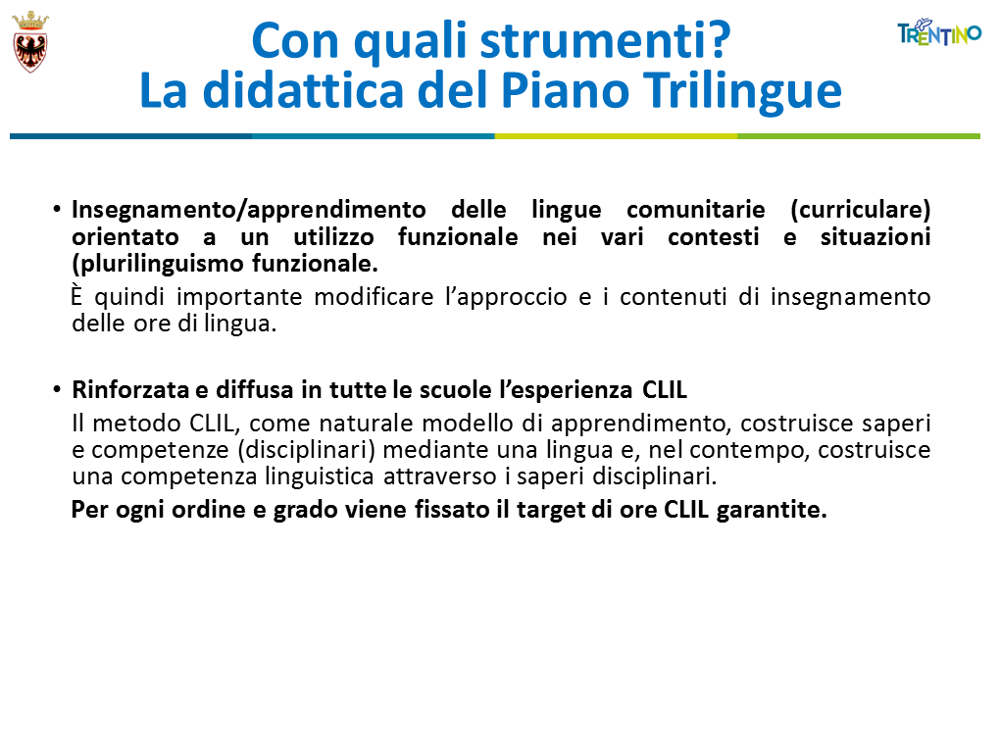 Con quali strumenti?
La didattica del Piano Trilingue
TRENTINO
• Insegnamento/apprendimento delle lingue comunitarie (curriculare)
orientato a un utilizzo funzionale nei vari contesti e situazioni
(plurilinguismo funzionale.
È quindi importante modificare l’approccio e i contenuti di insegnamento
delle ore di lingua.
• Rinforzata e diffusa in tutte le scuole l’esperienza CLIL
Il metodo CLIL, come naturale modello di apprendimento, costruisce saperi
e competenze (disciplinari) mediante una lingua e, nel contempo, costruisce
una competenza linguistica attraverso i saperi disciplinari.
Per ogni ordine e grado viene fissato il target di ore CLIL garantite.